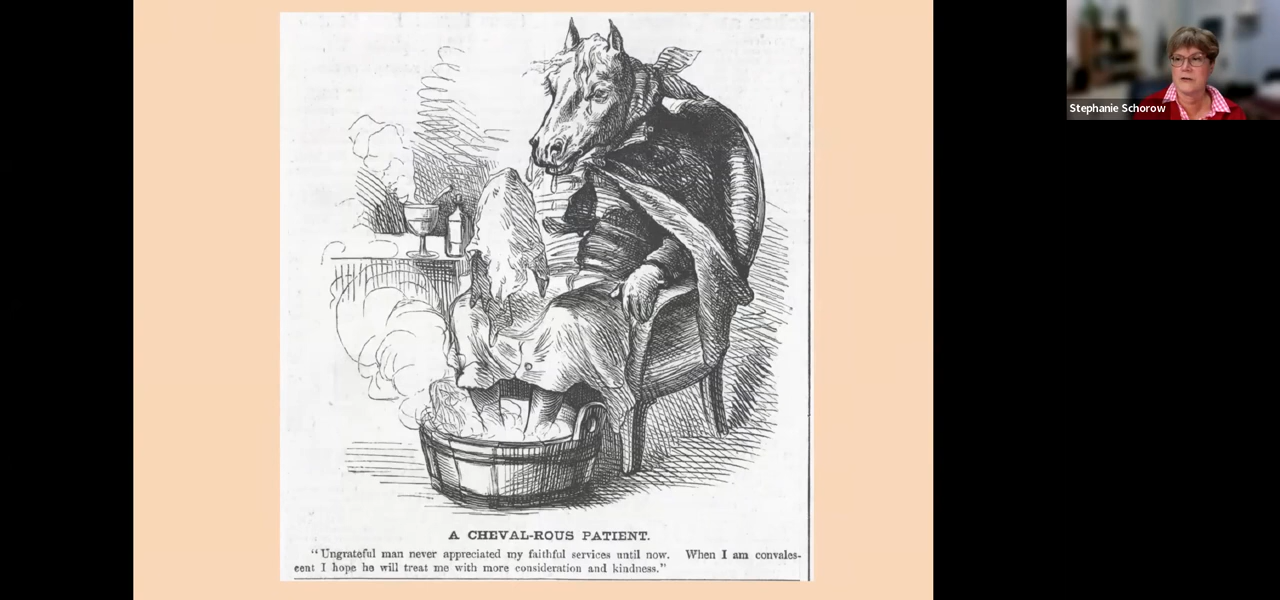 Stephanie Schorow
A CHEVAL-ROUS PATIENT.
"Ungrateful man never appreciated my faithful services until now. When I am convales-
cent I hope he will treat me with more consideration and kindness."